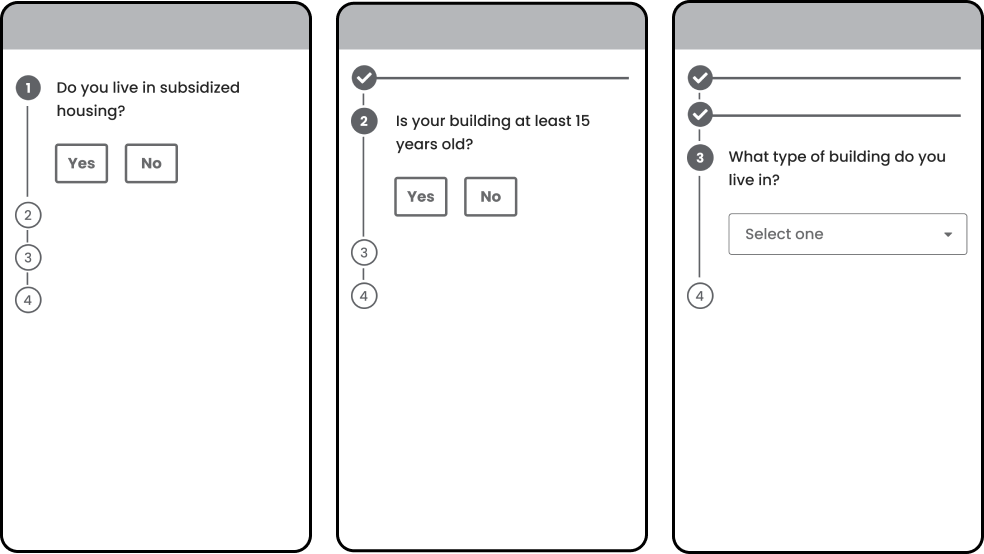 1
Do you live in subsidized
housing?
Yes No
2
3
4
2
Is your building at least 15
years old?
Yes No
3
4
3
What type of building do you
live in?
Select one
4